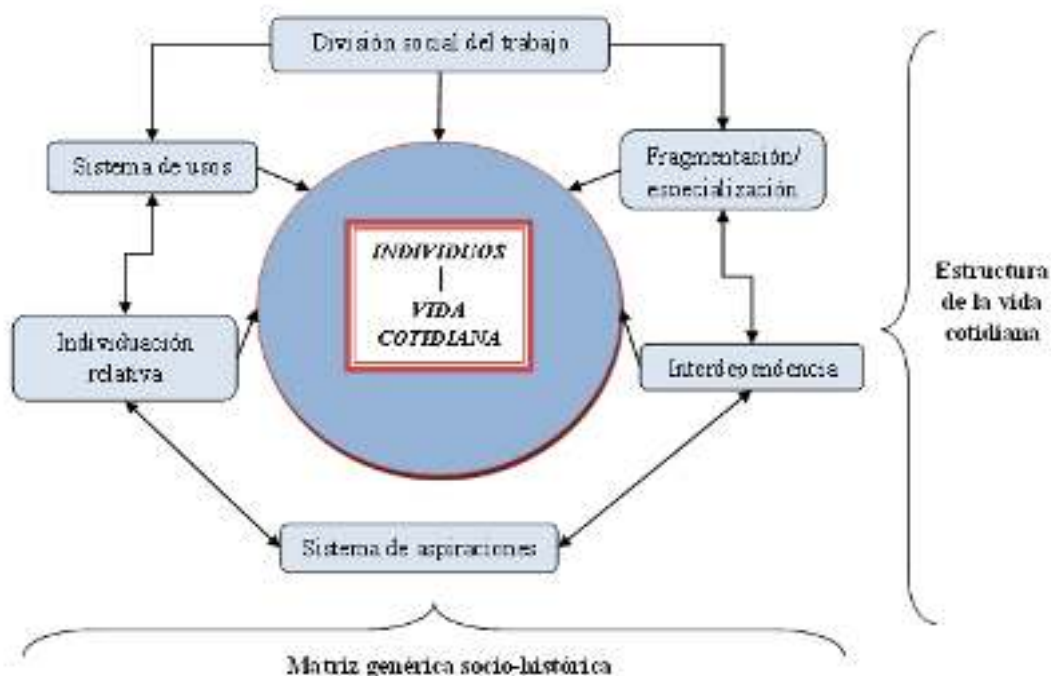 División social del trabajo
Sistema de usos
Fragmentación/
especialización
INDIVIDUOS
|
VIDA
COTIDIANA
Estructura
de la vida
cotidiana
Individuación
relativa
Interdependencia
Sistema de aspiraciones
Matriz genérica socio-histórica